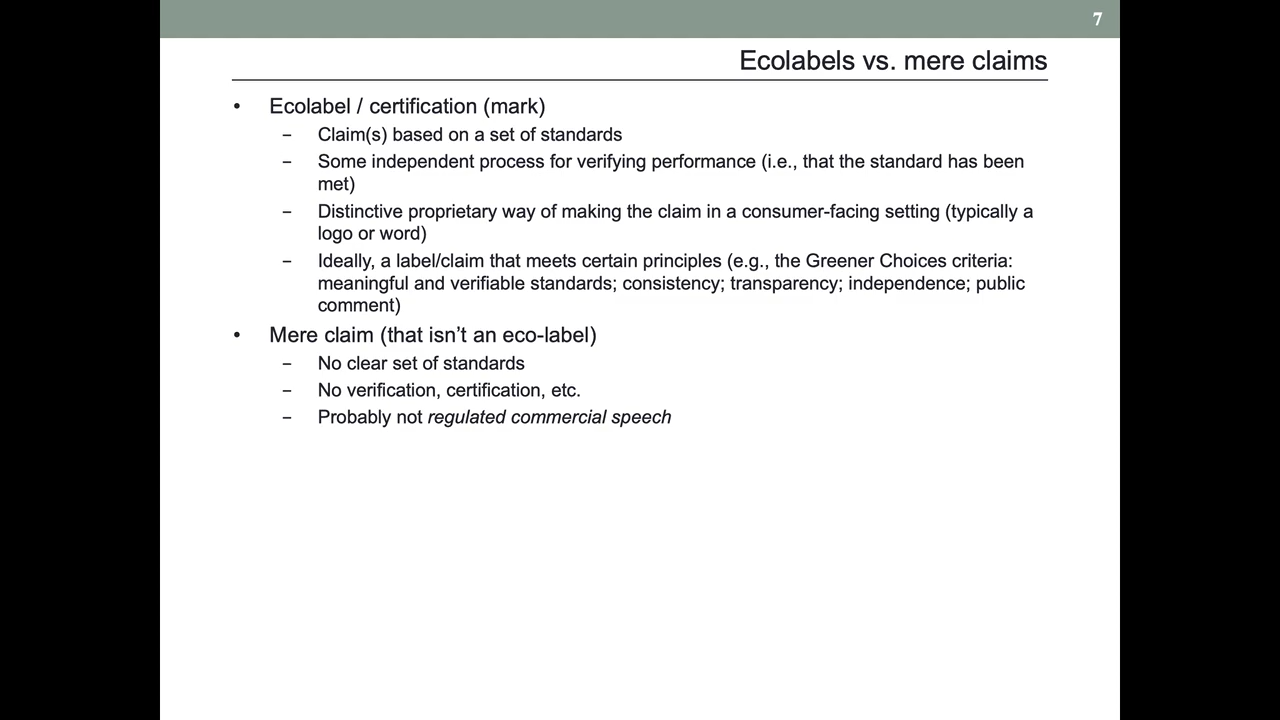 7
Ecolabels vs. mere claims
• Ecolabel / certification (mark)
– Claim(s) based on a set of standards
– Some independent process for verifying performance (i.e., that the standard has been
met)
– Distinctive proprietary way of making the claim in a consumer-facing setting (typically a
logo or word)
– Ideally, a label/claim that meets certain principles (e.g., the Greener Choices criteria:
meaningful and verifiable standards; consistency; transparency; independence; public
comment)
• Mere claim (that isn’t an eco-label)
– No clear set of standards
– No verification, certification, etc.
– Probably not regulated commercial speech